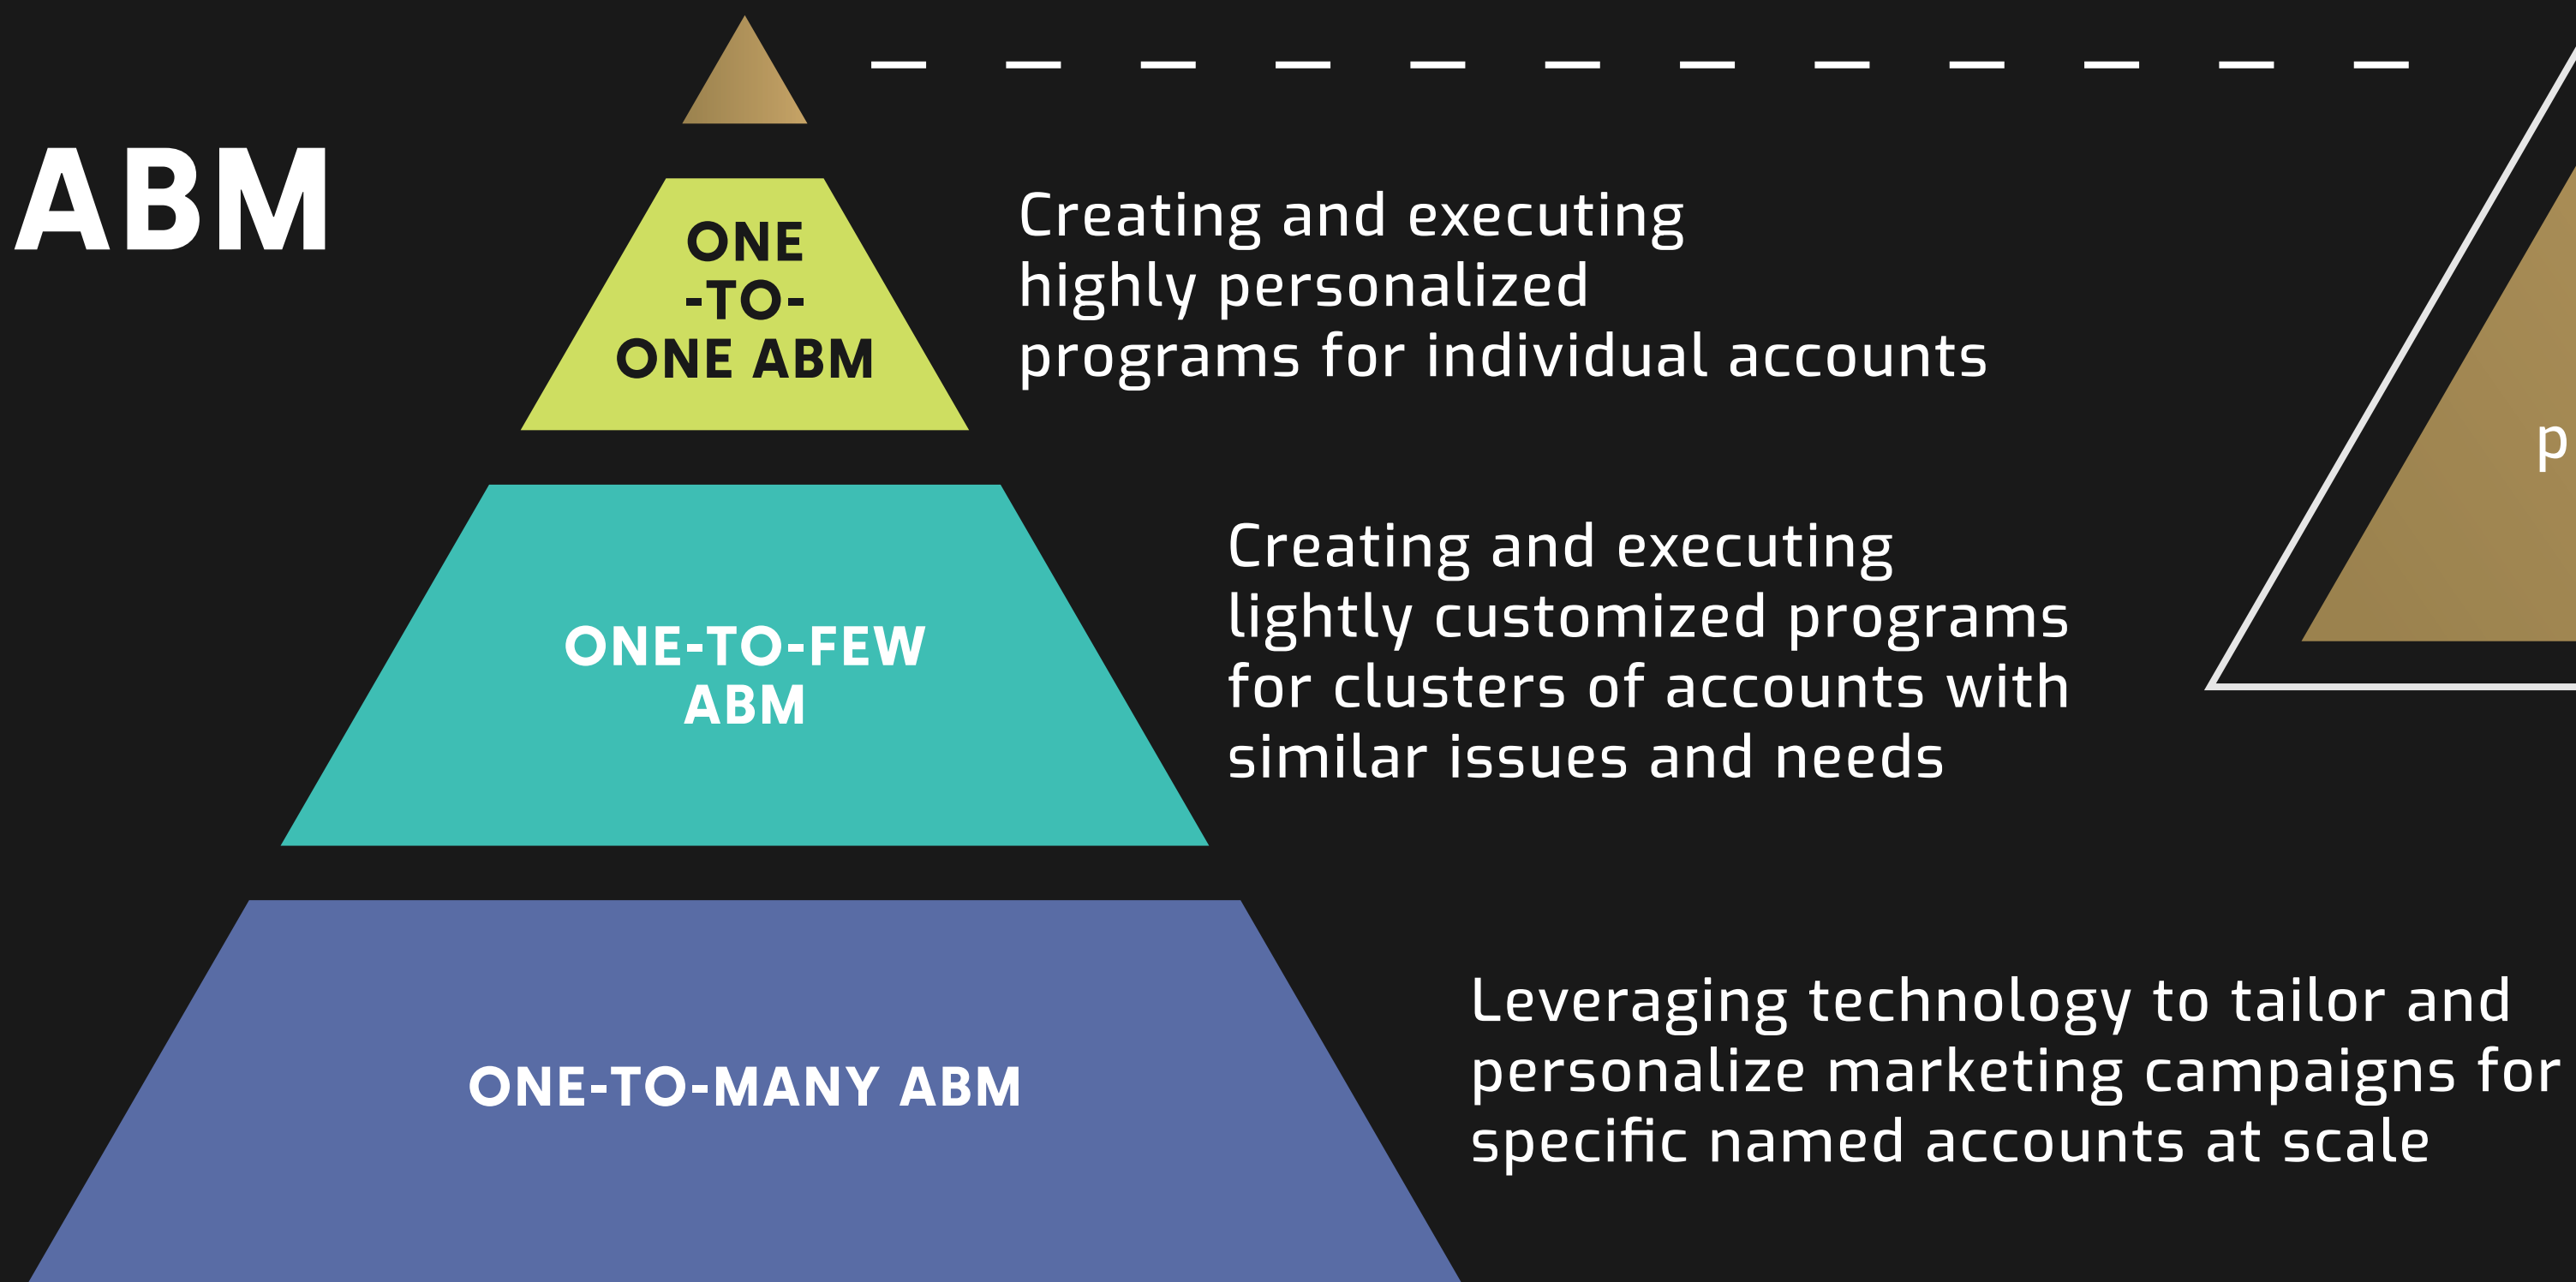 ABM
ONE
-TO-
ONE ABM
Creating and executing
highly personalized
programs for individual accounts
ONE-TO-FEW
ABM
Creating and executing
lightly customized programs
for clusters of accounts with
similar issues and needs
ONE-TO-MANY ABM
Leveraging technology to tailor and
personalize marketing campaigns for
specific named accounts at scale